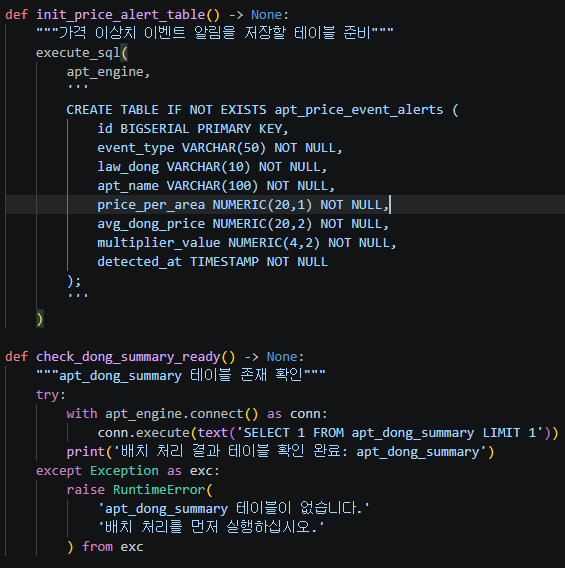 def init_price_alert_table() -> None:
    """가격 이상치 이벤트 알림을 저장할 테이블 준비"""
    execute_sql(
        apt_engine,
        '''
        CREATE TABLE IF NOT EXISTS apt_price_event_alerts (
            id BIGSERIAL PRIMARY KEY,
            event_type VARCHAR(50) NOT NULL,
            law_dong VARCHAR(10) NOT NULL,
            apt_name VARCHAR(100) NOT NULL,
            price_per_area NUMERIC(20,1) NOT NULL,
            avg_dong_price NUMERIC(20,2) NOT NULL,
            multiplier_value NUMERIC(4,2) NOT NULL,
            detected_at TIMESTAMP NOT NULL
        );
        '''
    )
def check_dong_summary_ready() -> None:
    """apt_dong_summary 테이블 존재 확인"""
    try:
        with apt_engine.connect() as conn:
            conn.execute(text('SELECT 1 FROM apt_dong_summary LIMIT 1'))
        print('배치 처리 결과 테이블 확인 완료: apt_dong_summary')
    except Exception as exc:
        raise RuntimeError(
            'apt_dong_summary 테이블이 없습니다.'
            '배치 처리를 먼저 실행하십시오.'
        ) from exc